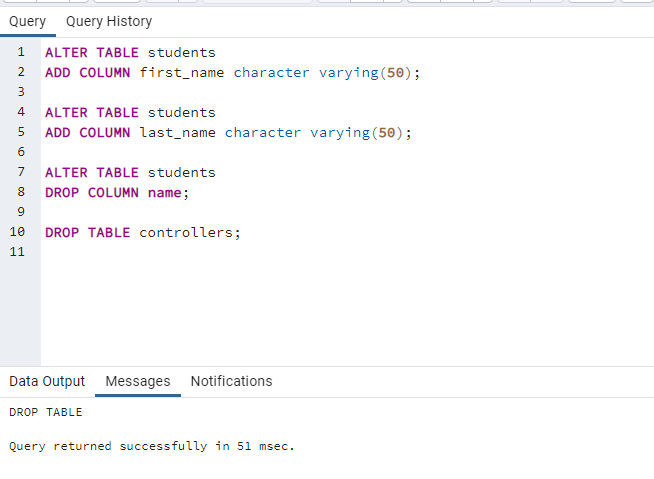 Query Query History
1 ALTER TABLE students
2 ADD COLUMN first_name character varying(50);
3
4 ALTER TABLE students
5 ADD COLUMN last_name character varying(50);
6
7 ALTER TABLE students
8 DROP COLUMN name;
9
10 DROP TABLE controllers;
11
Data Output Messages Notifications
DROP TABLE
Query returned successfully in 51 msec.